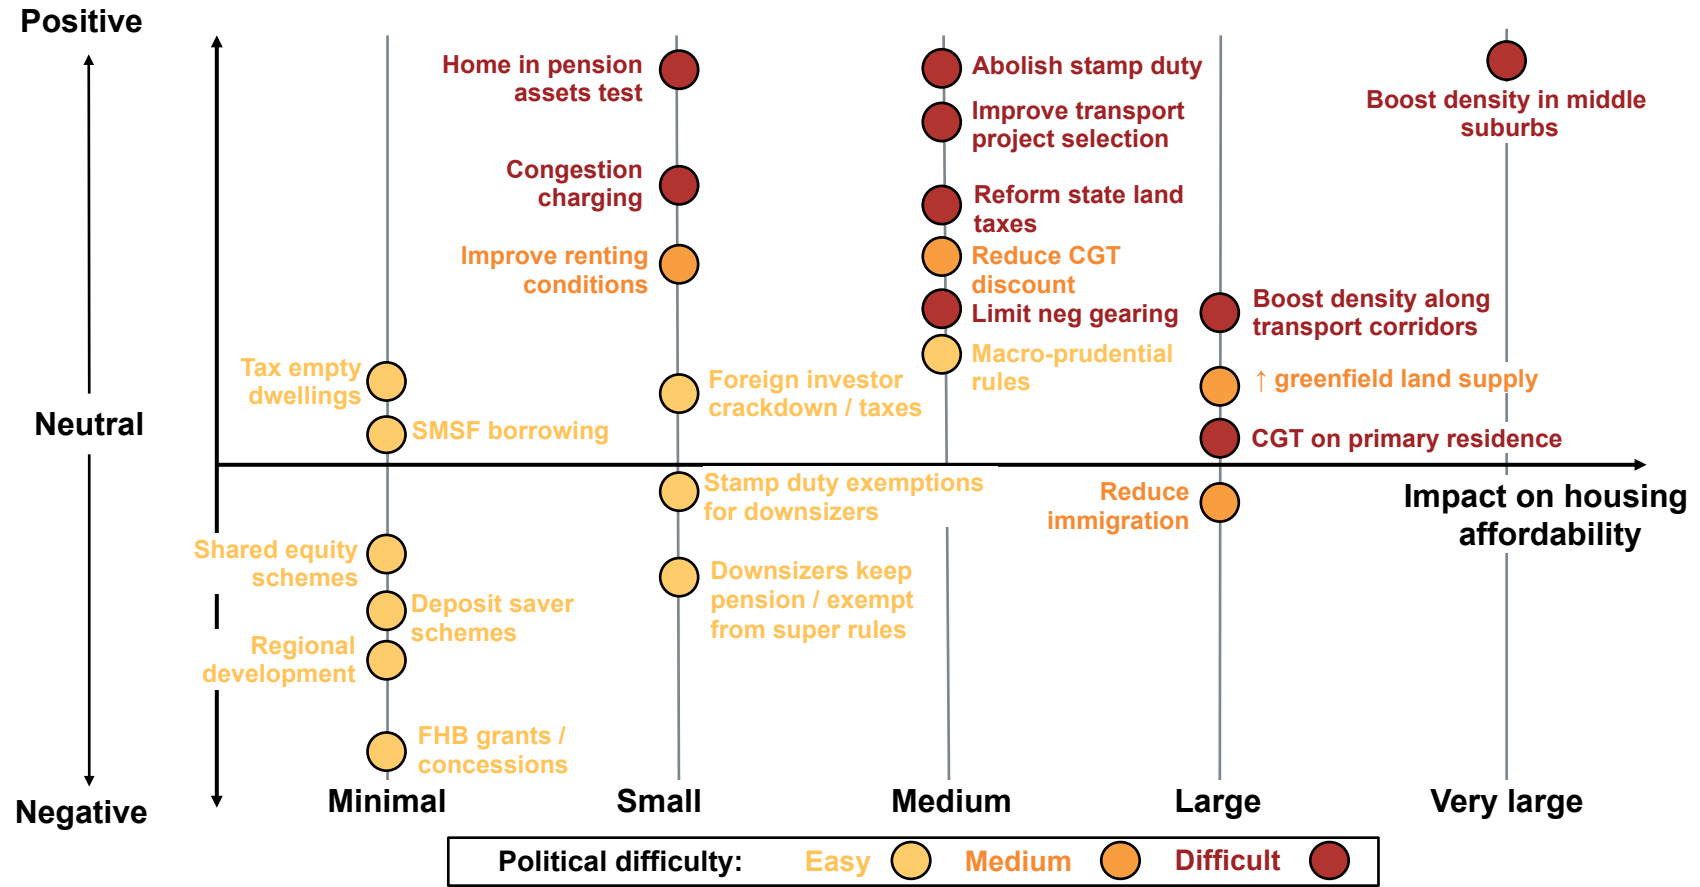 Positive
Home in pension
assets test
Abolish stamp duty
Boost density in middle
suburbs
Improve transport
project selection
Congestion
charging
Reform state land
taxes
Improve renting
conditions
Reduce CGT
discount
Limit neg gearing
Boost density along
transport corridors
Tax empty
dwellings
Foreign investor
crackdown / taxes
Macro-prudential
rules
↑ greenfield land supply
Neutral
SMSF borrowing
CGT on primary residence
Stamp duty exemptions
for downsizers
Reduce
immigration
Impact on housing
affordability
Shared equity
schemes
Downsizers keep
pension / exempt
from super rules
Deposit saver
schemes
Regional
development
FHB grants /
concessions
Negative
Minimal
Small
Medium
Large
Very large
Political difficulty: Easy Medium Difficult